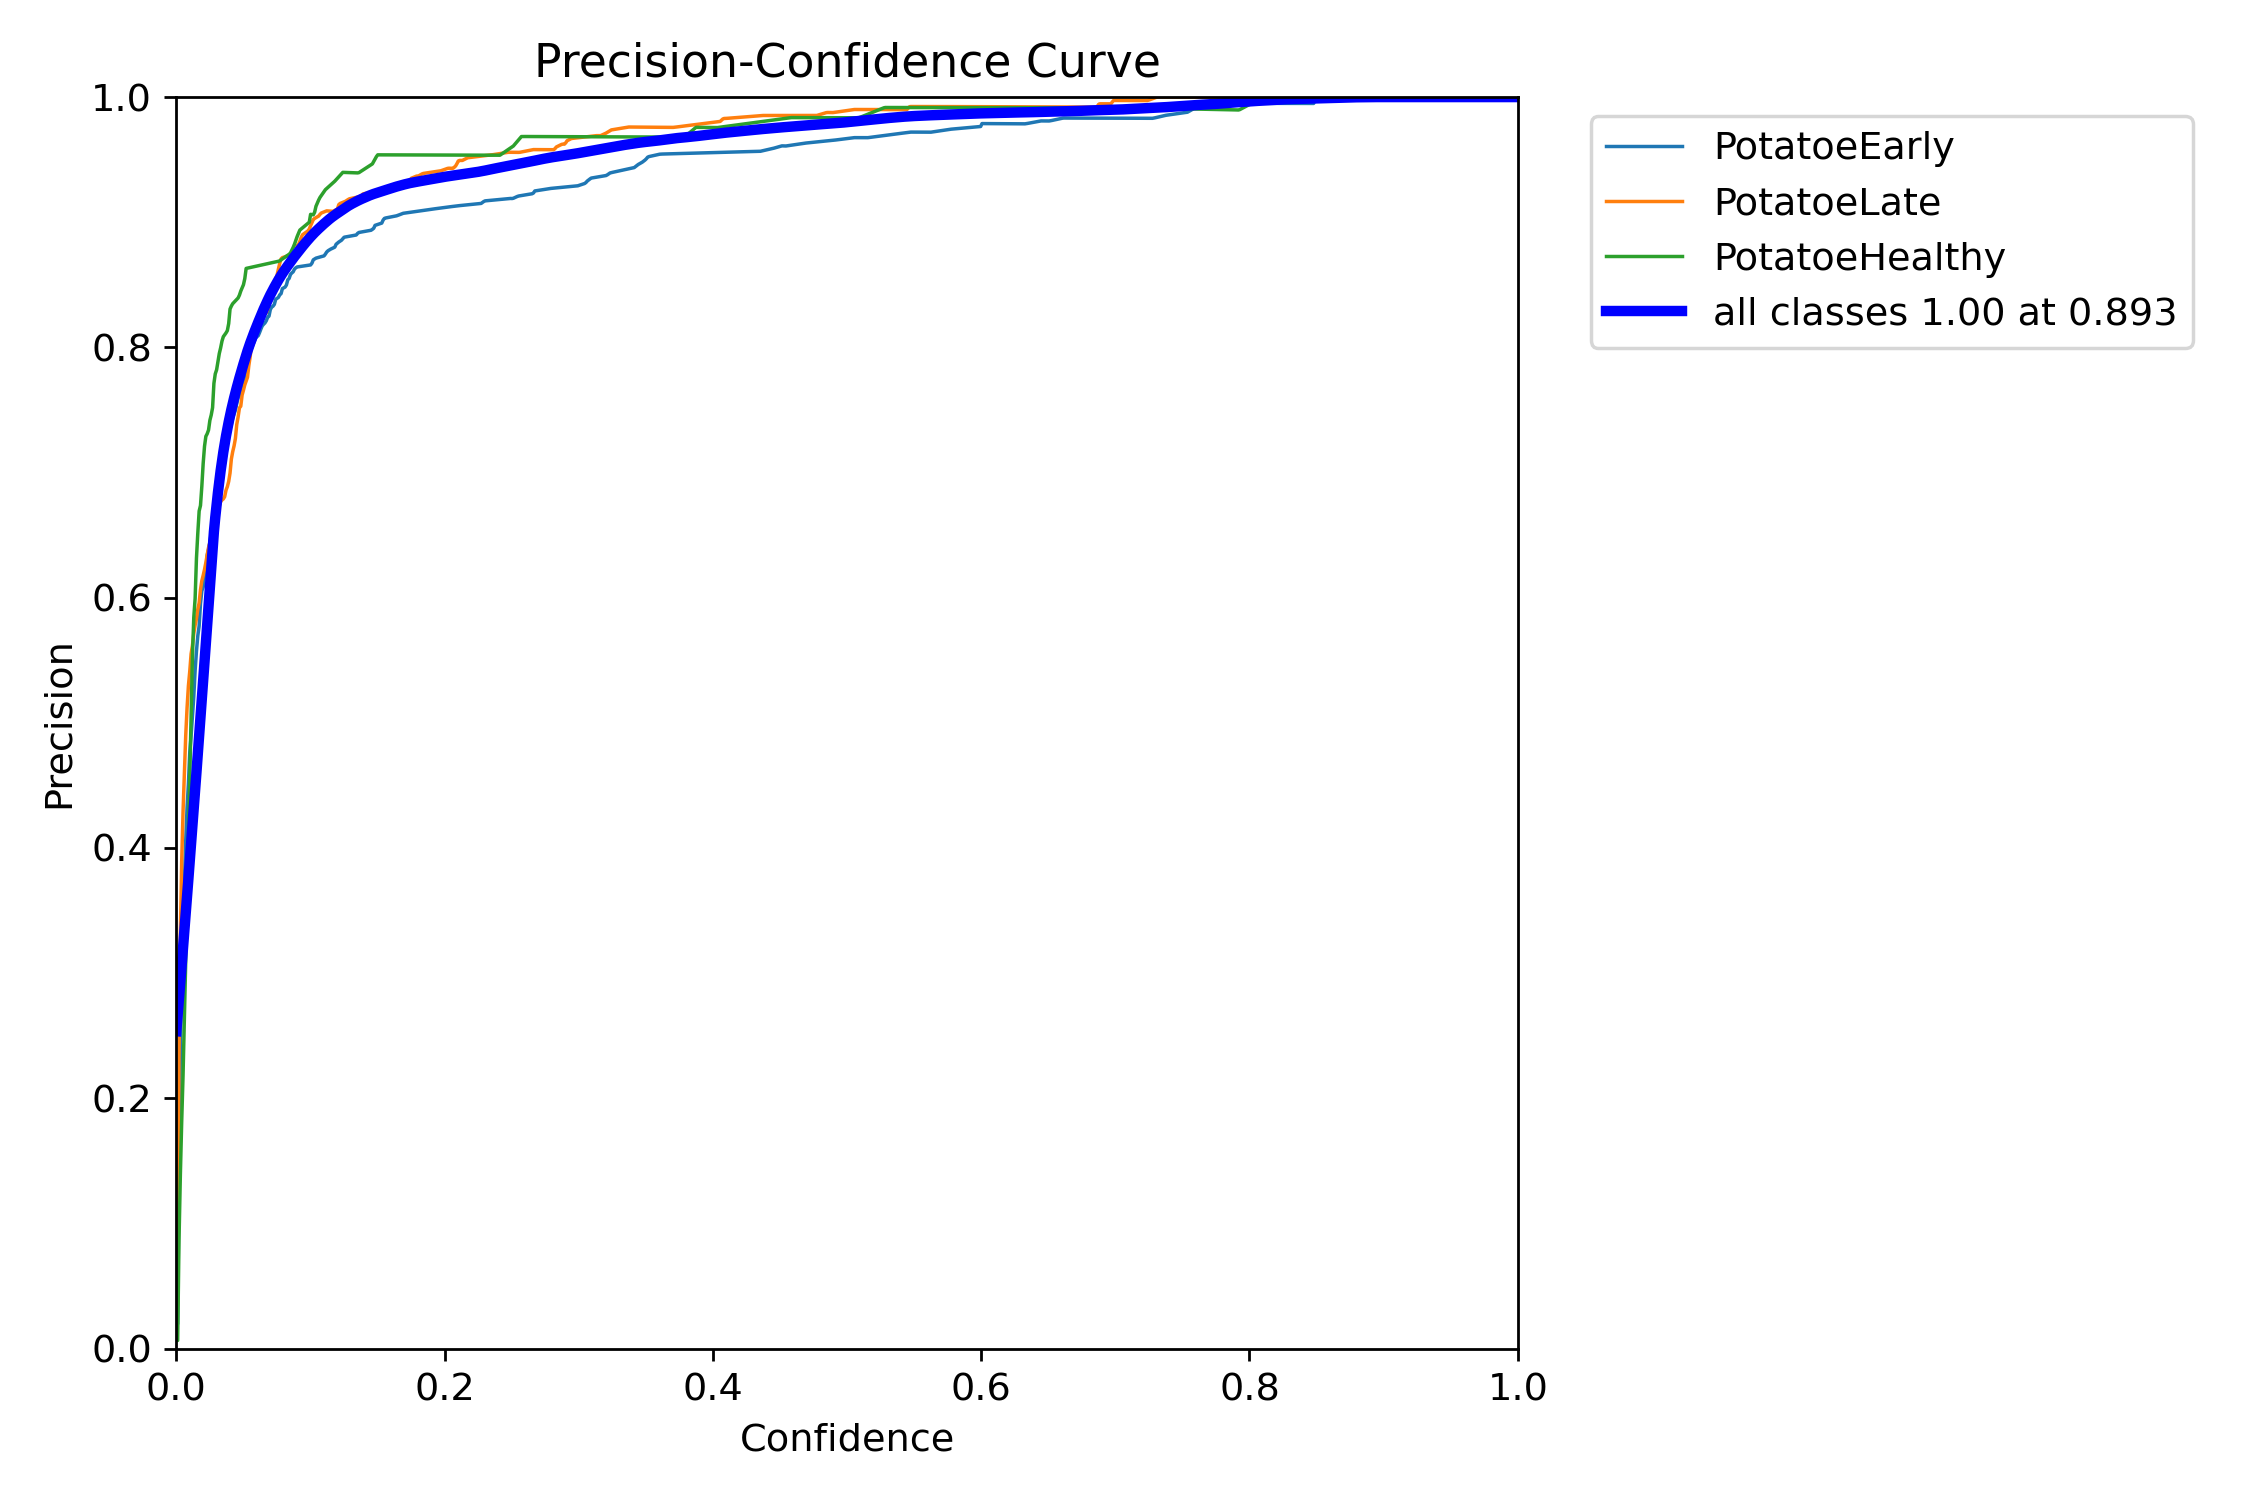 Precision-Confidence Curve
1.0
0.8
0.6
0.4
0.2
0.0
Precision
0.0 0.2 0.4 0.6 0.8 1.0
Confidence
PotatoeEarly
PotatoeLate
PotatoeHealthy
all classes 1.00 at 0.893